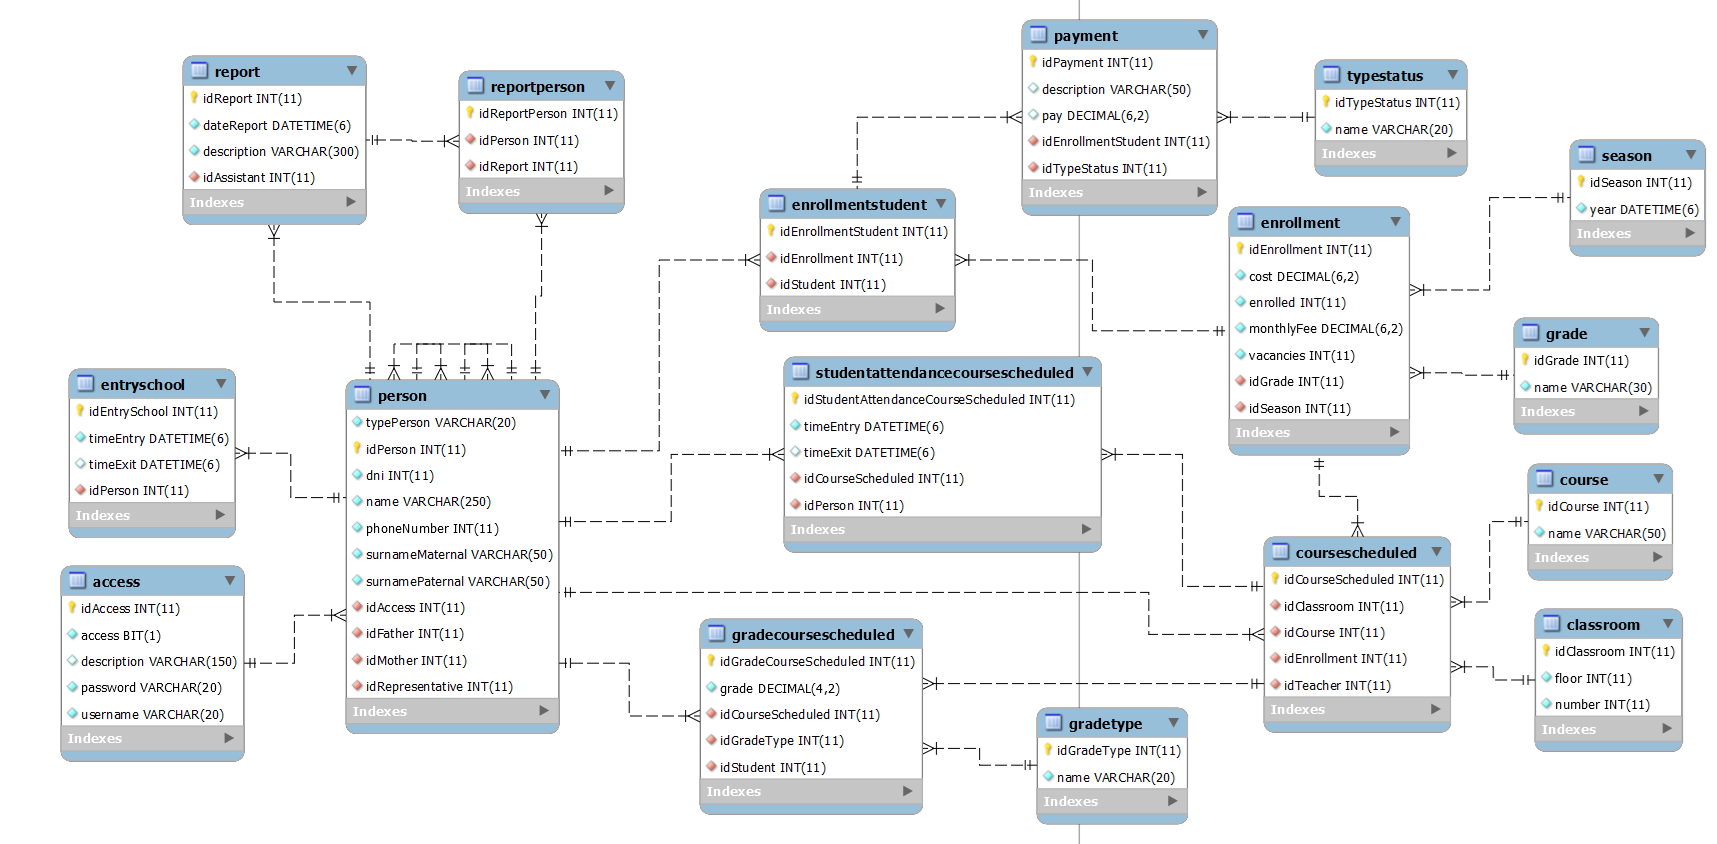 report
idReport INT(11)
dateReport DATETIME(6)
description VARCHAR(300)
idAssistant INT(11)
Indexes
reportperson
idReportPerson INT(11)
idPerson INT(11)
idReport INT(11)
Indexes
payment
idPayment INT(11)
description VARCHAR(50)
pay DECIMAL(6,2)
idEnrollmentStudent INT(11)
idTypeStatus INT(11)
Indexes
typestatus
idTypeStatus INT(11)
name VARCHAR(20)
Indexes
season
idSeason INT(11)
year DATETIME(6)
Indexes
enrollmentstudent
idEnrollmentStudent INT(11)
idEnrollment INT(11)
idStudent INT(11)
Indexes
enrollment
idEnrollment INT(11)
cost DECIMAL(6,2)
enrolled INT(11)
monthlyFee DECIMAL(6,2)
vacancies INT(11)
idGrade INT(11)
idSeason INT(11)
Indexes
grade
idGrade INT(11)
name VARCHAR(30)
Indexes
entryschool
idEntrySchool INT(11)
timeEntry DATETIME(6)
timeExit DATETIME(6)
idPerson INT(11)
Indexes
person
typePerson VARCHAR(20)
idPerson INT(11)
dni INT(11)
name VARCHAR(250)
phoneNumber INT(11)
surnameMaternal VARCHAR(50)
surnamePaternal VARCHAR(50)
idAccess INT(11)
idFather INT(11)
idMother INT(11)
idRepresentative INT(11)
Indexes
studentattendancecoursescheduled
idStudentAttendanceCourseScheduled INT(11)
timeEntry DATETIME(6)
timeExit DATETIME(6)
idCourseScheduled INT(11)
idPerson INT(11)
Indexes
course
idCourse INT(11)
name VARCHAR(50)
Indexes
access
idAccess INT(11)
access BIT(1)
description VARCHAR(150)
password VARCHAR(20)
username VARCHAR(20)
Indexes
coursescheduled
idCourseScheduled INT(11)
idClassroom INT(11)
idCourse INT(11)
idEnrollment INT(11)
idTeacher INT(11)
Indexes
classroom
idClassroom INT(11)
floor INT(11)
number INT(11)
Indexes
gradecoursescheduled
idGradeCourseScheduled INT(11)
grade DECIMAL(4,2)
idCourseScheduled INT(11)
idGradeType INT(11)
idStudent INT(11)
Indexes
gradetype
idGradeType INT(11)
name VARCHAR(20)
Indexes